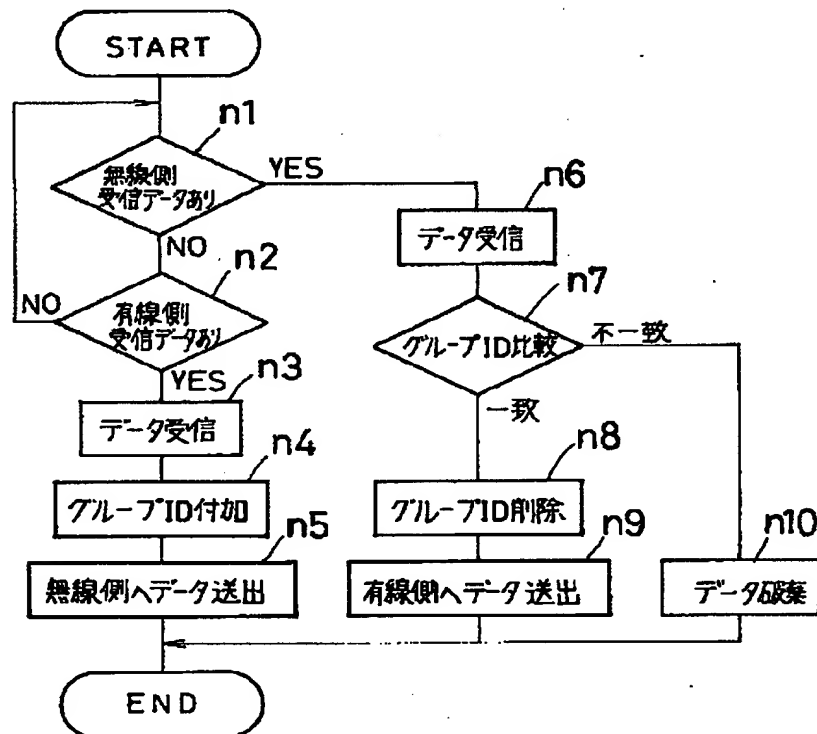 START
n1
無線側
受信データあり
YES
NO
n2
有線側
受信データあり
NO
YES
n3
データ受信
n4
グループID付加
n5
無線側へデータ送出
n6
データ受信
n7
グループID比較
不一致
一致
n8
グループID削除
n9
有線側へデータ送出
n10
データ破棄
END